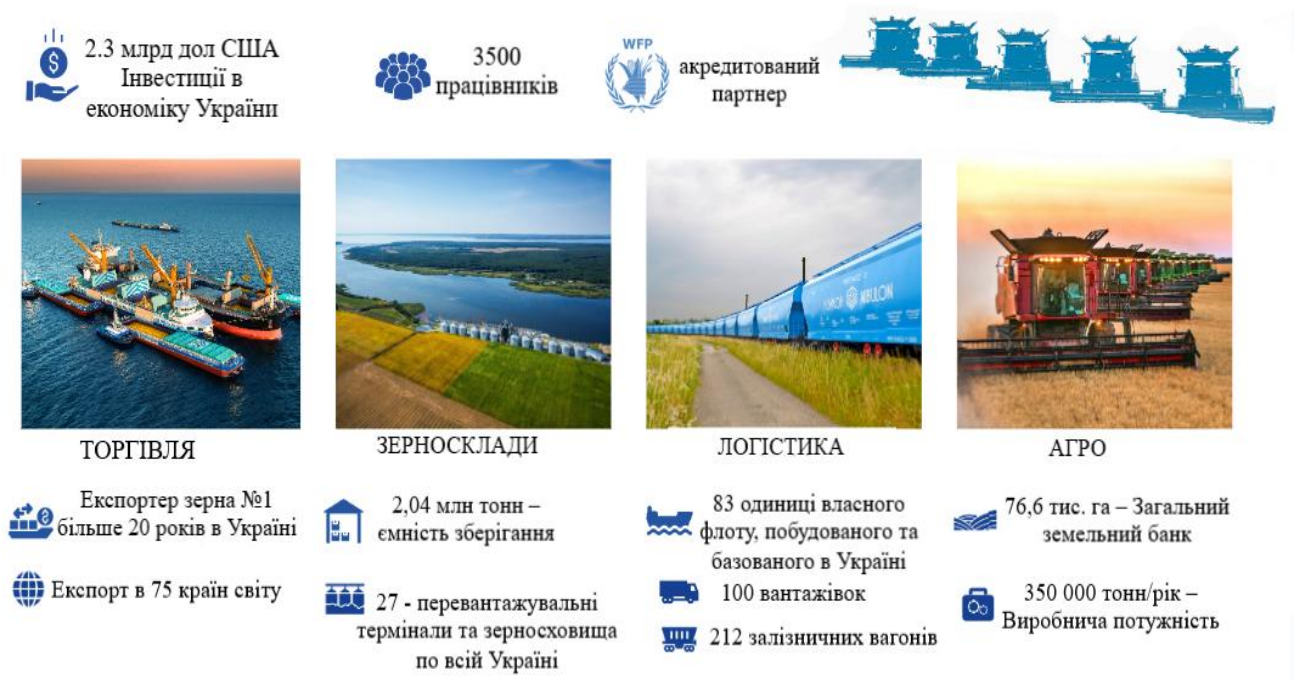 2.3 млрд дол США
Інвестиції в
економіку України
3500
працівників
WFP
акредитований
партнер
NIBULON
ТОРГІВЛЯ
Експортер зерна №1
більше 20 років в Україні
Експорт в 75 країн світу
ЗЕРНОСКЛАДИ
2,04 млн тонн –
ємність зберігання
27 - перевантажувальні
термінали та зерносховища
по всій Україні
ЛОГІСТИКА
83 одиниці власного
флоту, побудованого та
базованого в Україні
100 вантажівок
212 залізничних вагонів
АГРО
76,6 тис. га – Загальний
земельний банк
350 000 тонн/рік –
Виробнича потужність